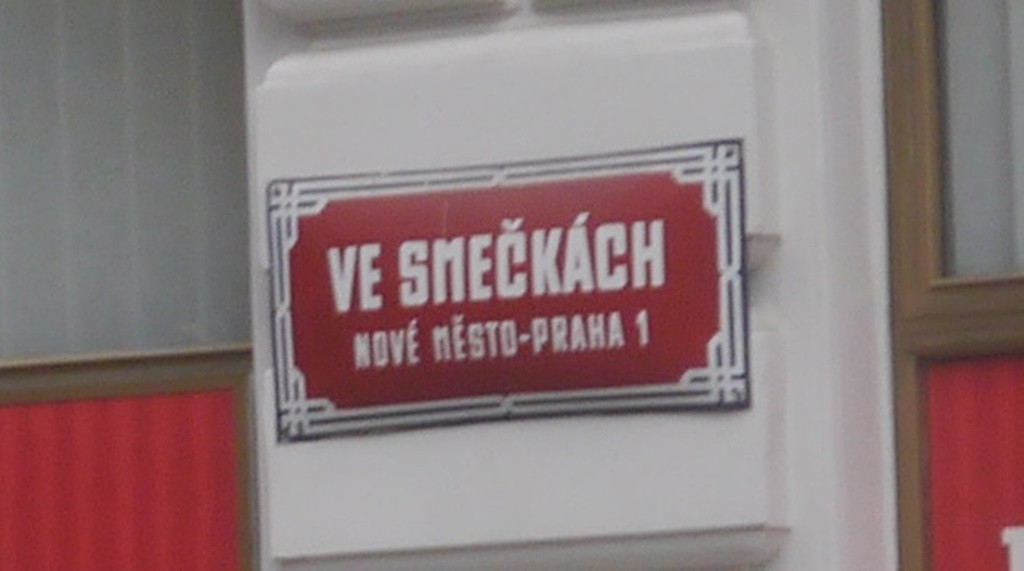 VE SMEČKÁCH
NOVÉ MĚSTO-PRAHA 1